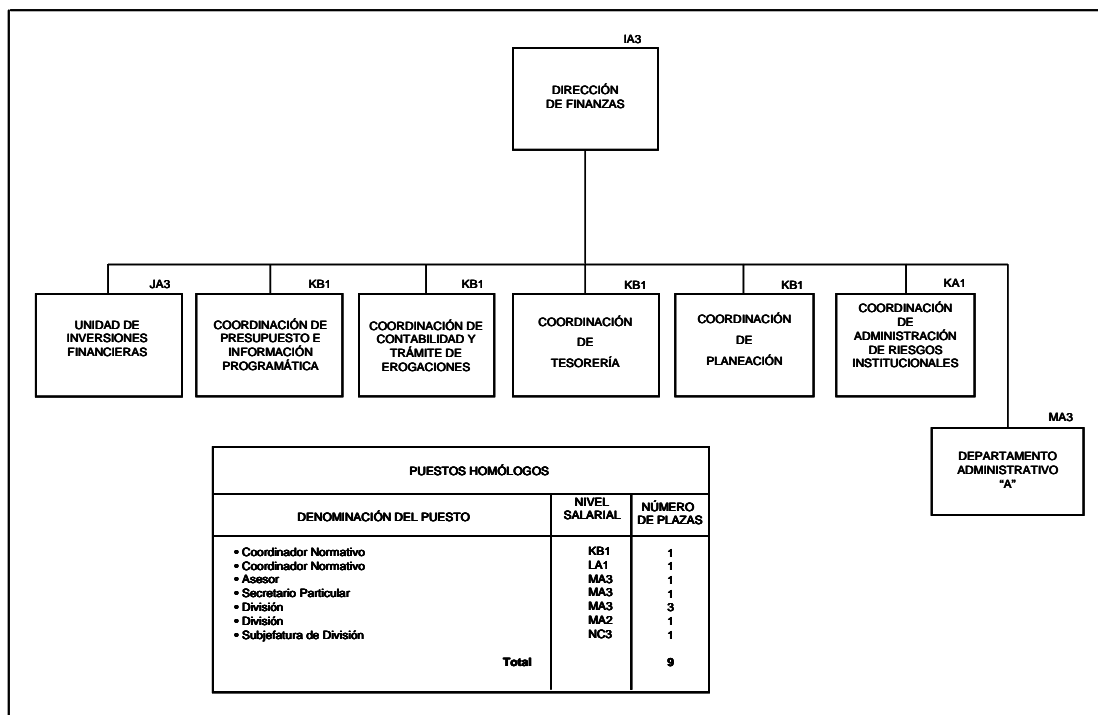 IA3
DIRECCIÓN
DE FINANZAS
JA3
UNIDAD DE
INVERSIONES
FINANCIERAS
KB1
COORDINACIÓN DE
PRESUPUESTO E
INFORMACIÓN
PROGRAMÁTICA
KB1
COORDINACIÓN DE
CONTABILIDAD Y
TRÁMITE DE
EROGACIONES
KB1
COORDINACIÓN
DE
TESORERÍA
KB1
COORDINACIÓN
DE
PLANEACIÓN
KA1
COORDINACIÓN
DE
ADMINISTRACIÓN
DE RIESGOS
INSTITUCIONALES
MA3
DEPARTAMENTO
ADMINISTRATIVO
“A”
PUESTOS HOMÓLOGOS
DENOMINACIÓN DEL PUESTO NIVEL SALARIAL NÚMERO DE PLAZAS
• Coordinador Normativo KB1 1
• Coordinador Normativo LA1 1
• Asesor MA3 1
• Secretario Particular MA3 1
• División MA3 3
• División MA2 1
• Subjefatura de División NC3 1
Total 9